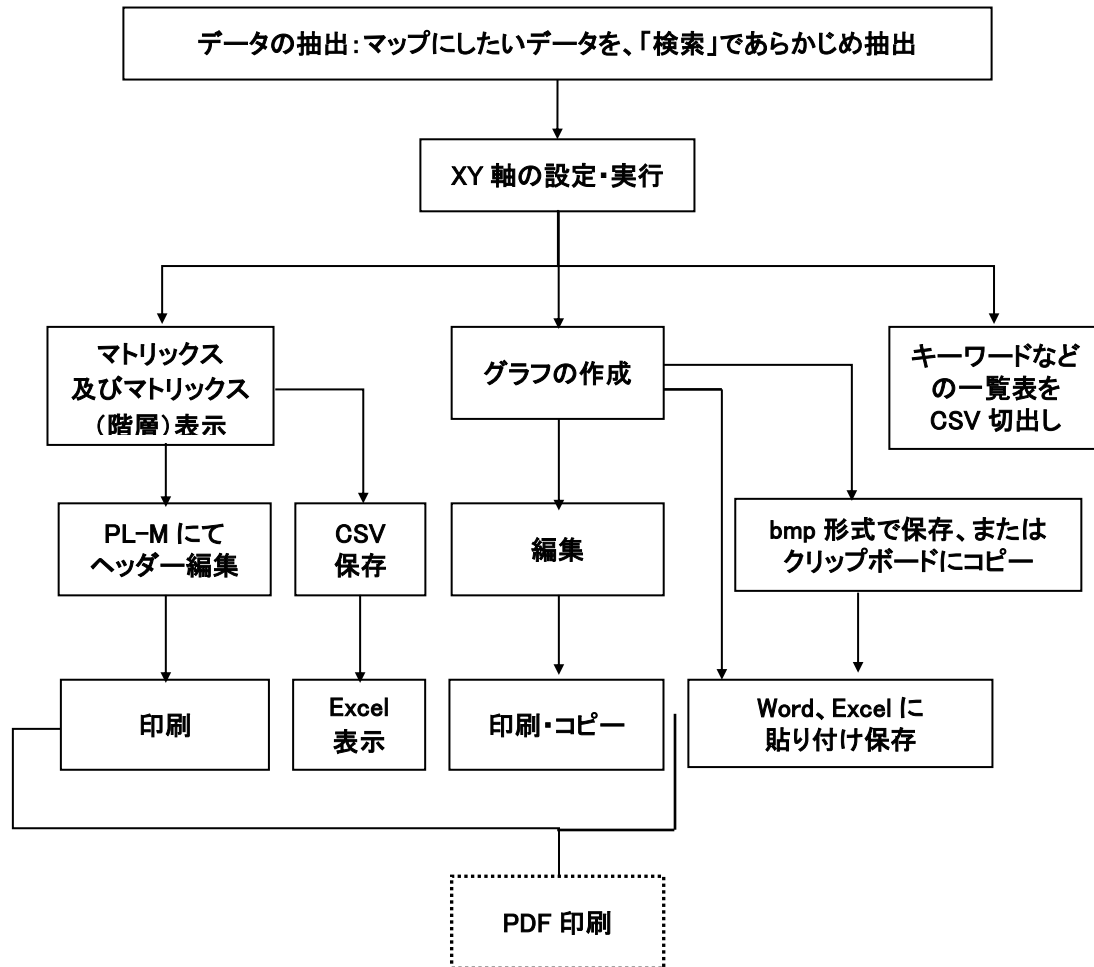 データの抽出：マップにしたいデータを、「検索」であらかじめ抽出
XY 軸の設定・実行
マトリックス
及びマトリックス
（階層）表示
グラフの作成
キーワードなど
の一覧表を
CSV 切出し
PL-M にて
ヘッダー編集
CSV
保存
編集
bmp 形式で保存、または
クリップボードにコピー
印刷
Excel
表示
印刷・コピー
Word、Excel に
貼り付け保存
PDF 印刷